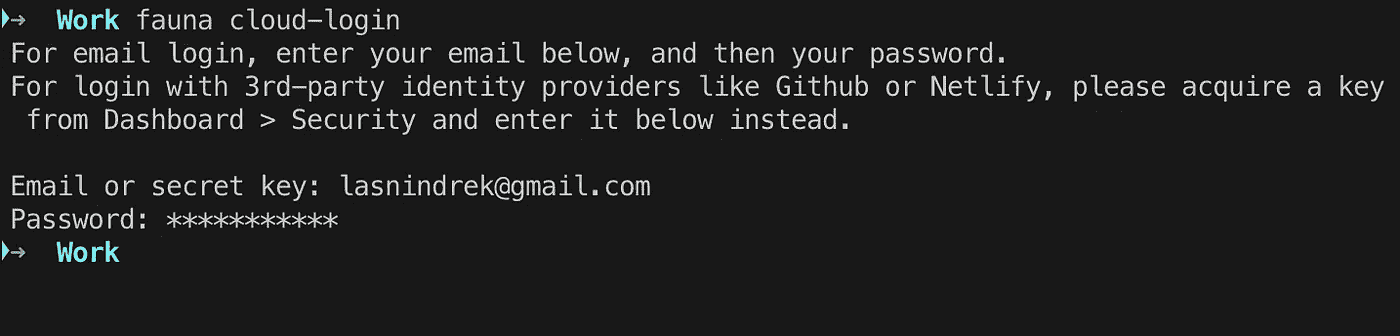 → Work fauna cloud-login
For email login, enter your email below, and then your password.
For login with 3rd-party identity providers like Github or Netlify, please acquire a key
from Dashboard > Security and enter it below instead.
Email or secret key: lasnindrek@gmail.com
Password: ***********
→ Work